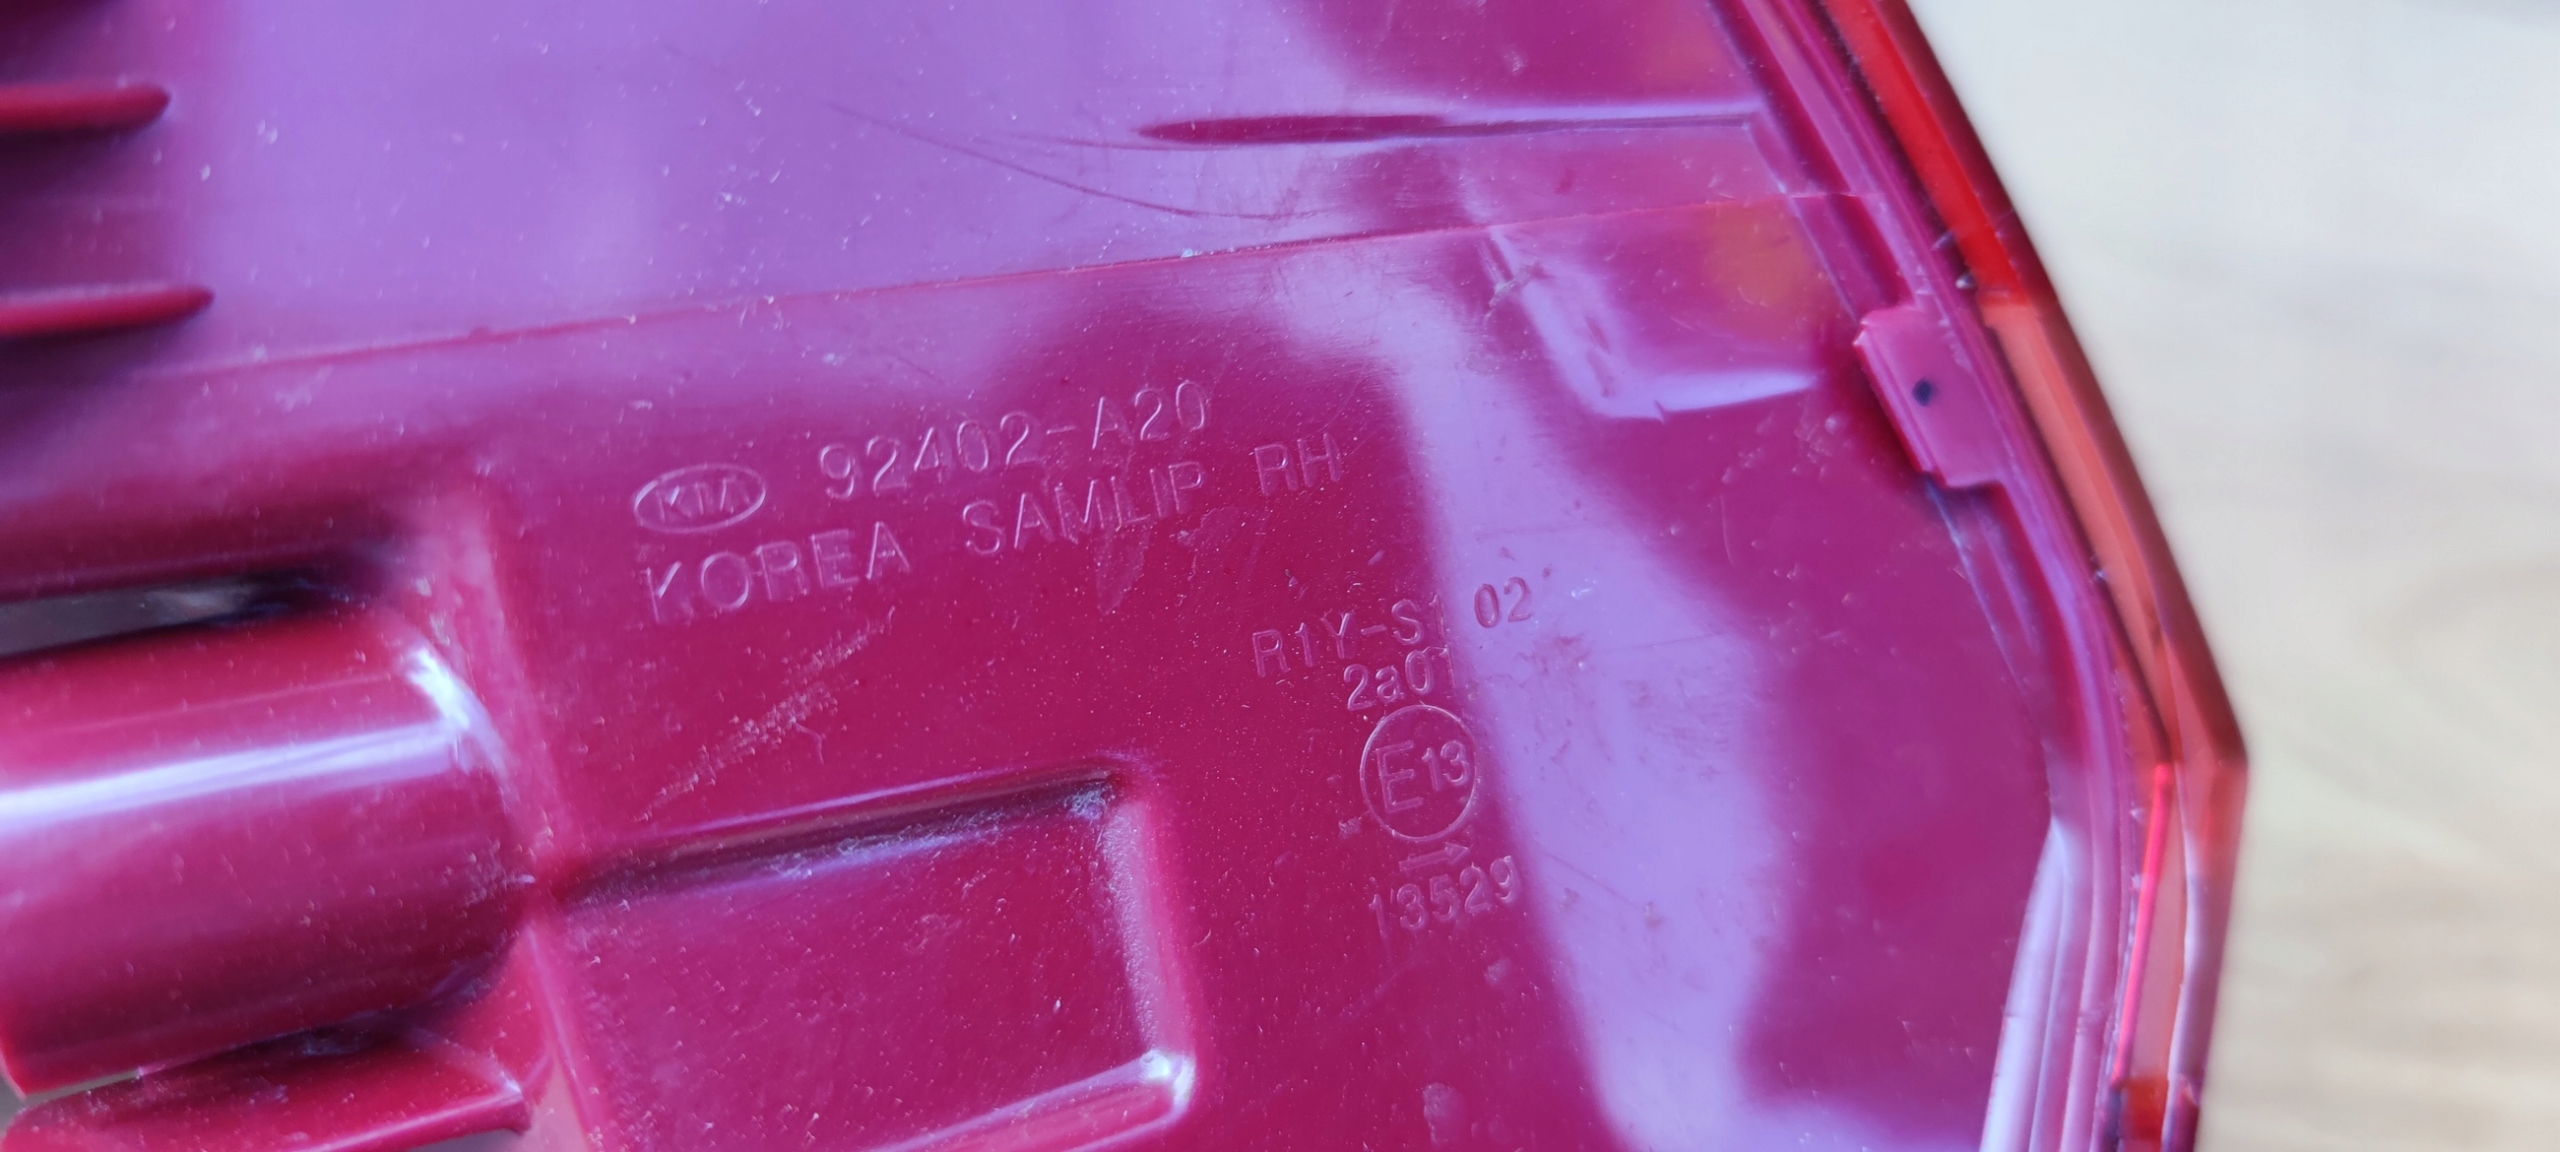 KIA 92402-A20
KOREA SAMLIP RH
R1Y-S1 02
2a01
E13
→
13529